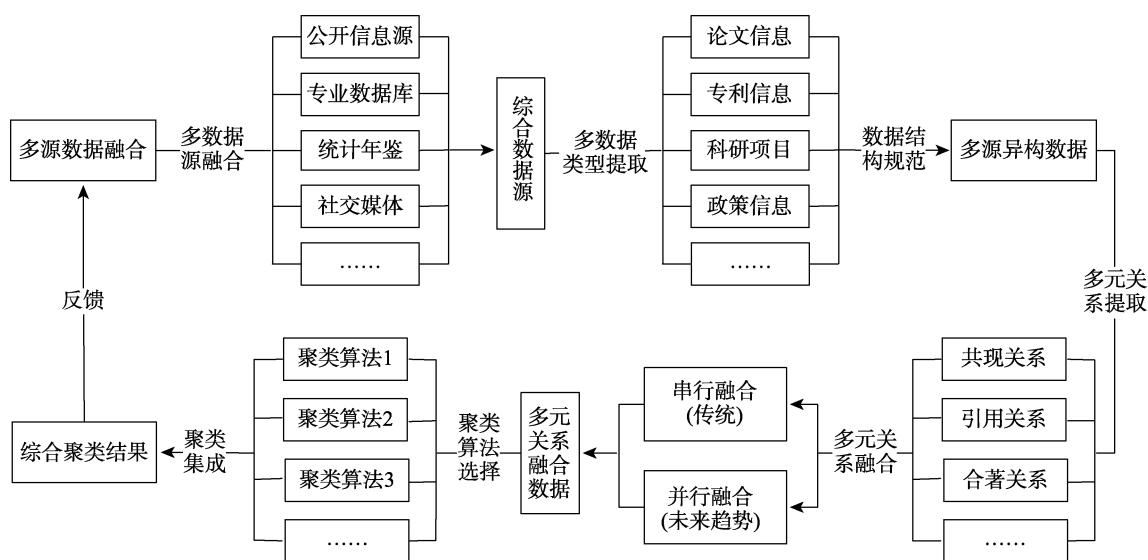 多源数据融合
多数据
源融合
公开信息源
专业数据库
统计年鉴
社交媒体
……
综合数据源
多数据
类型提取
论文信息
专利信息
科研项目
政策信息
……
数据结
构规范
多源异构数据
多元关
系提取
共现关系
引用关系
合著关系
……
多元关
系融合
串行融合
(传统)
并行融合
(未来趋势)
多元
关系
融合
数据
聚类
算法
选择
聚类算法1
聚类算法2
聚类算法3
……
聚类
集成
综合聚类结果
反馈